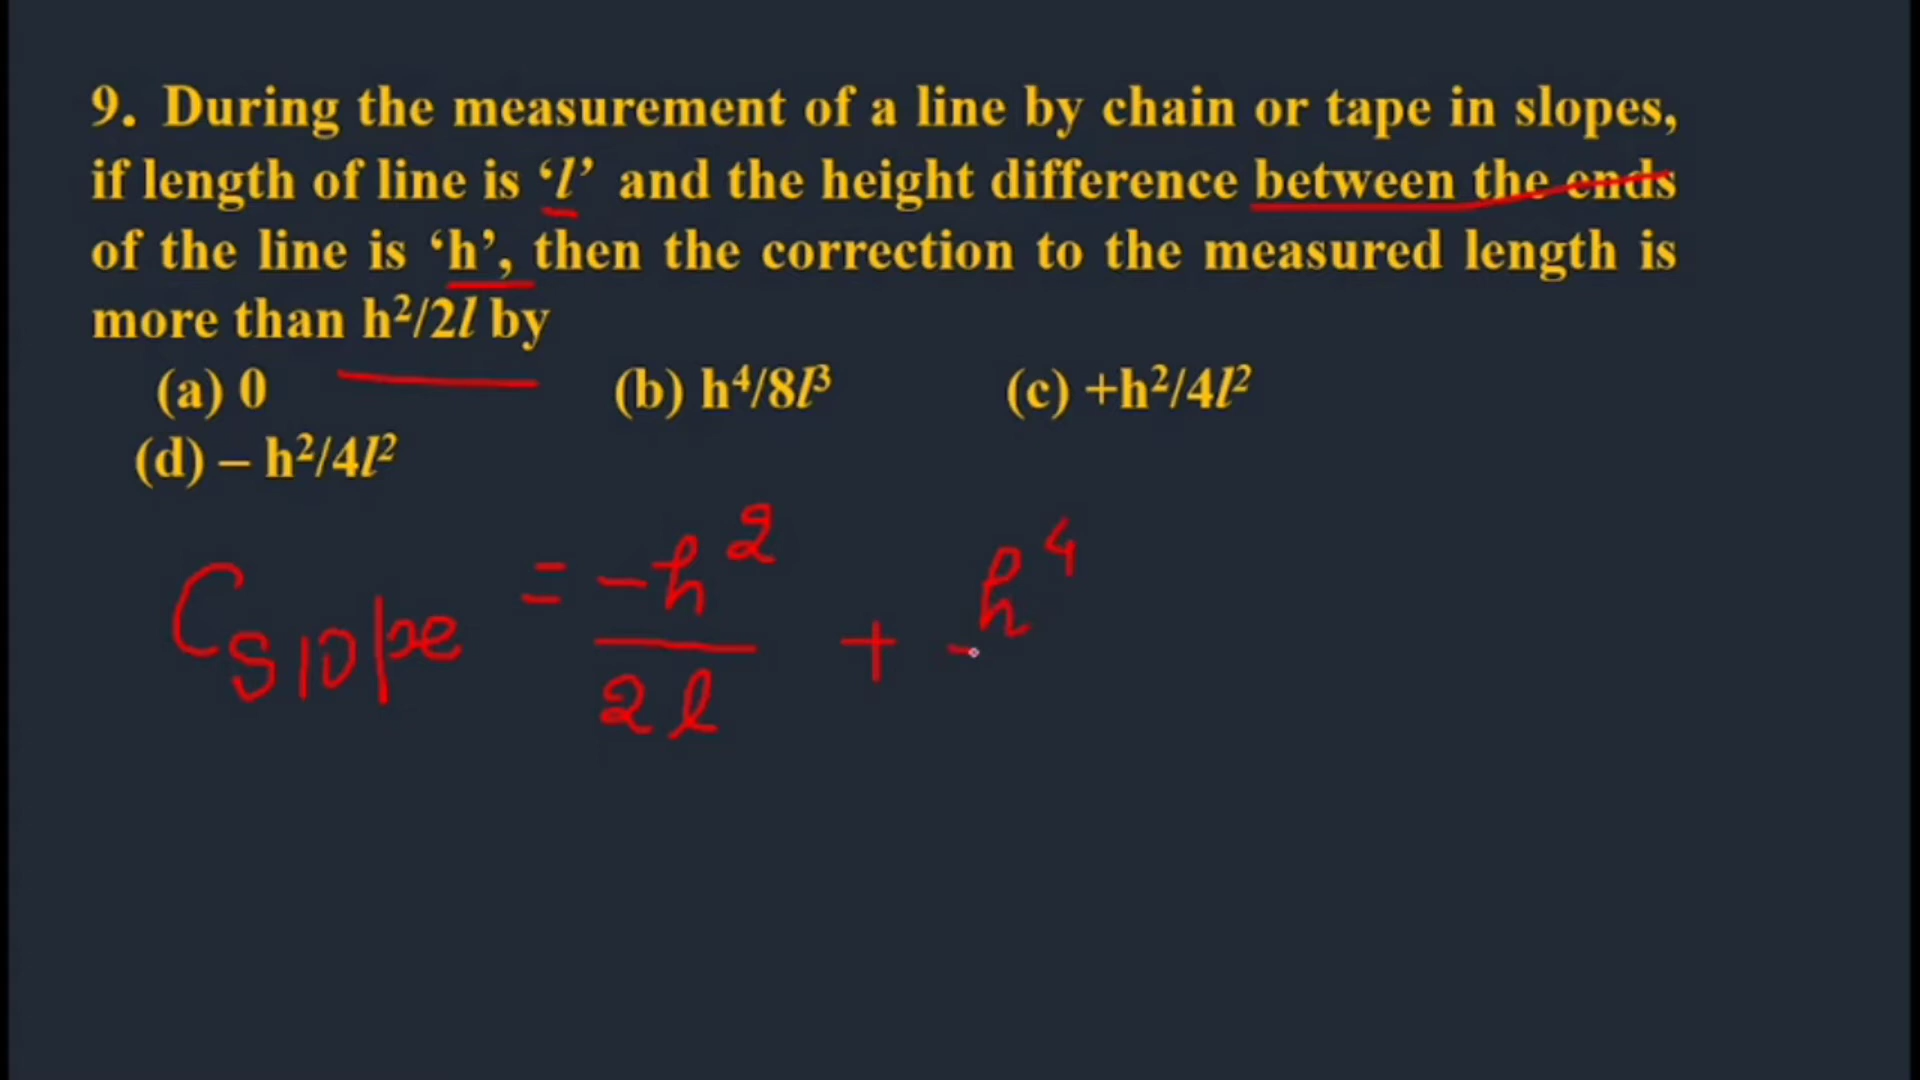 9. During the measurement of a line by chain or tape in slopes,
if length of line is ‘l’ and the height difference between the ends
of the line is ‘h’, then the correction to the measured length is
more than h²/2l by
(a) 0 (b) h⁴/8l³ (c) +h²/4l²
(d) – h²/4l²
Cslope = -h²/2l + h⁴